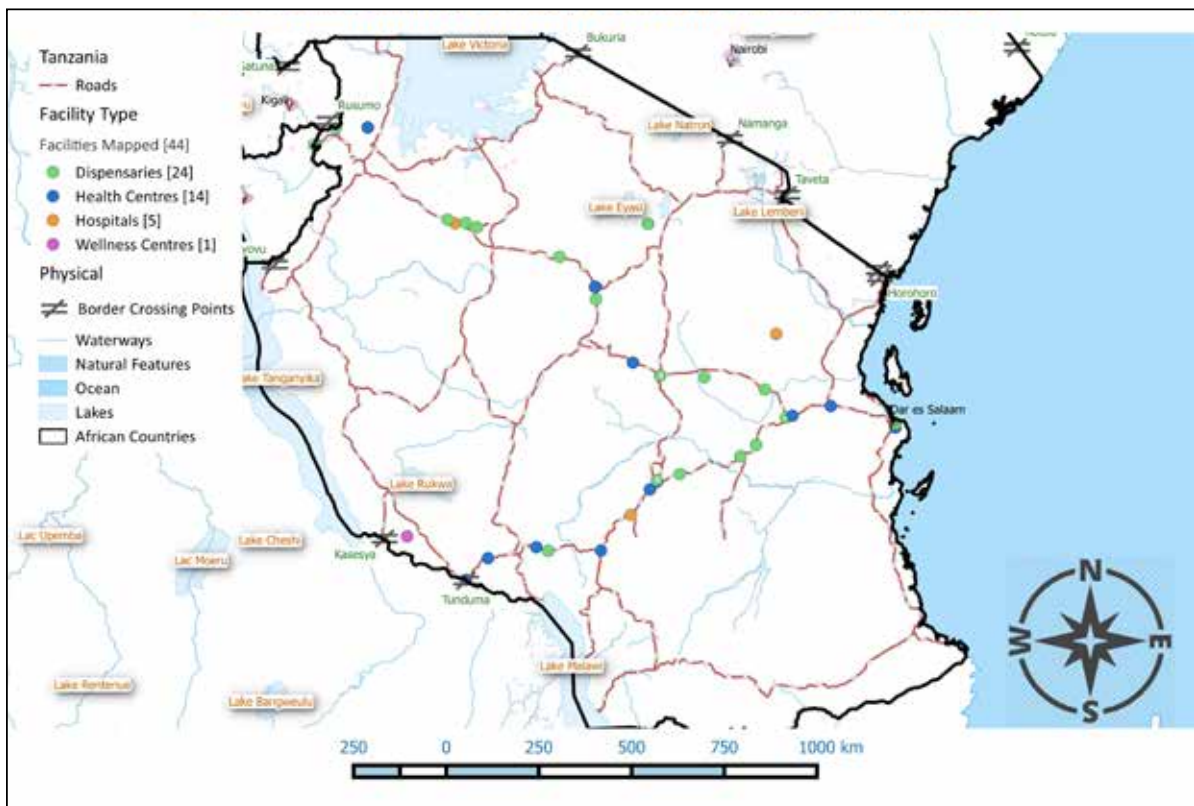 Tanzania
Roads
Facility Type
Facilities Mapped [44]
Dispensaries [24]
Health Centres [14]
Hospitals [5]
Wellness Centres [1]
Physical
Border Crossing Points
Waterways
Natural Features
Ocean
Lakes
African Countries
Lake Victoria
Bukuria
Nairobi
Kigali
Rusumo
Lake Natron
Namanga
Taveta
Lake Eyasi
Lake Lembeni
Horohoro
Lake Tanganyika
Dar es Salaam
Lake Rukwa
Lac Upemba
Lac Moeru
Lake Cheshi
Kasesya
Tunduma
Lake Malawi
Lake Bangweulu
N
W
E
S
250 0 250 500 750 1000 km